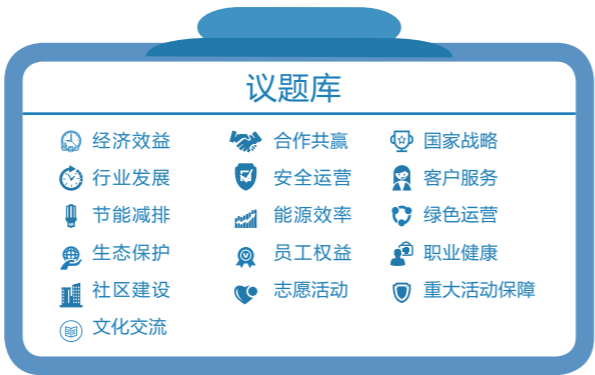 议题库
经济效益 合作共赢 国家战略
行业发展 安全运营 客户服务
节能减排 能源效率 绿色运营
生态保护 员工权益 职业健康
社区建设 志愿活动 重大活动保障
文化交流